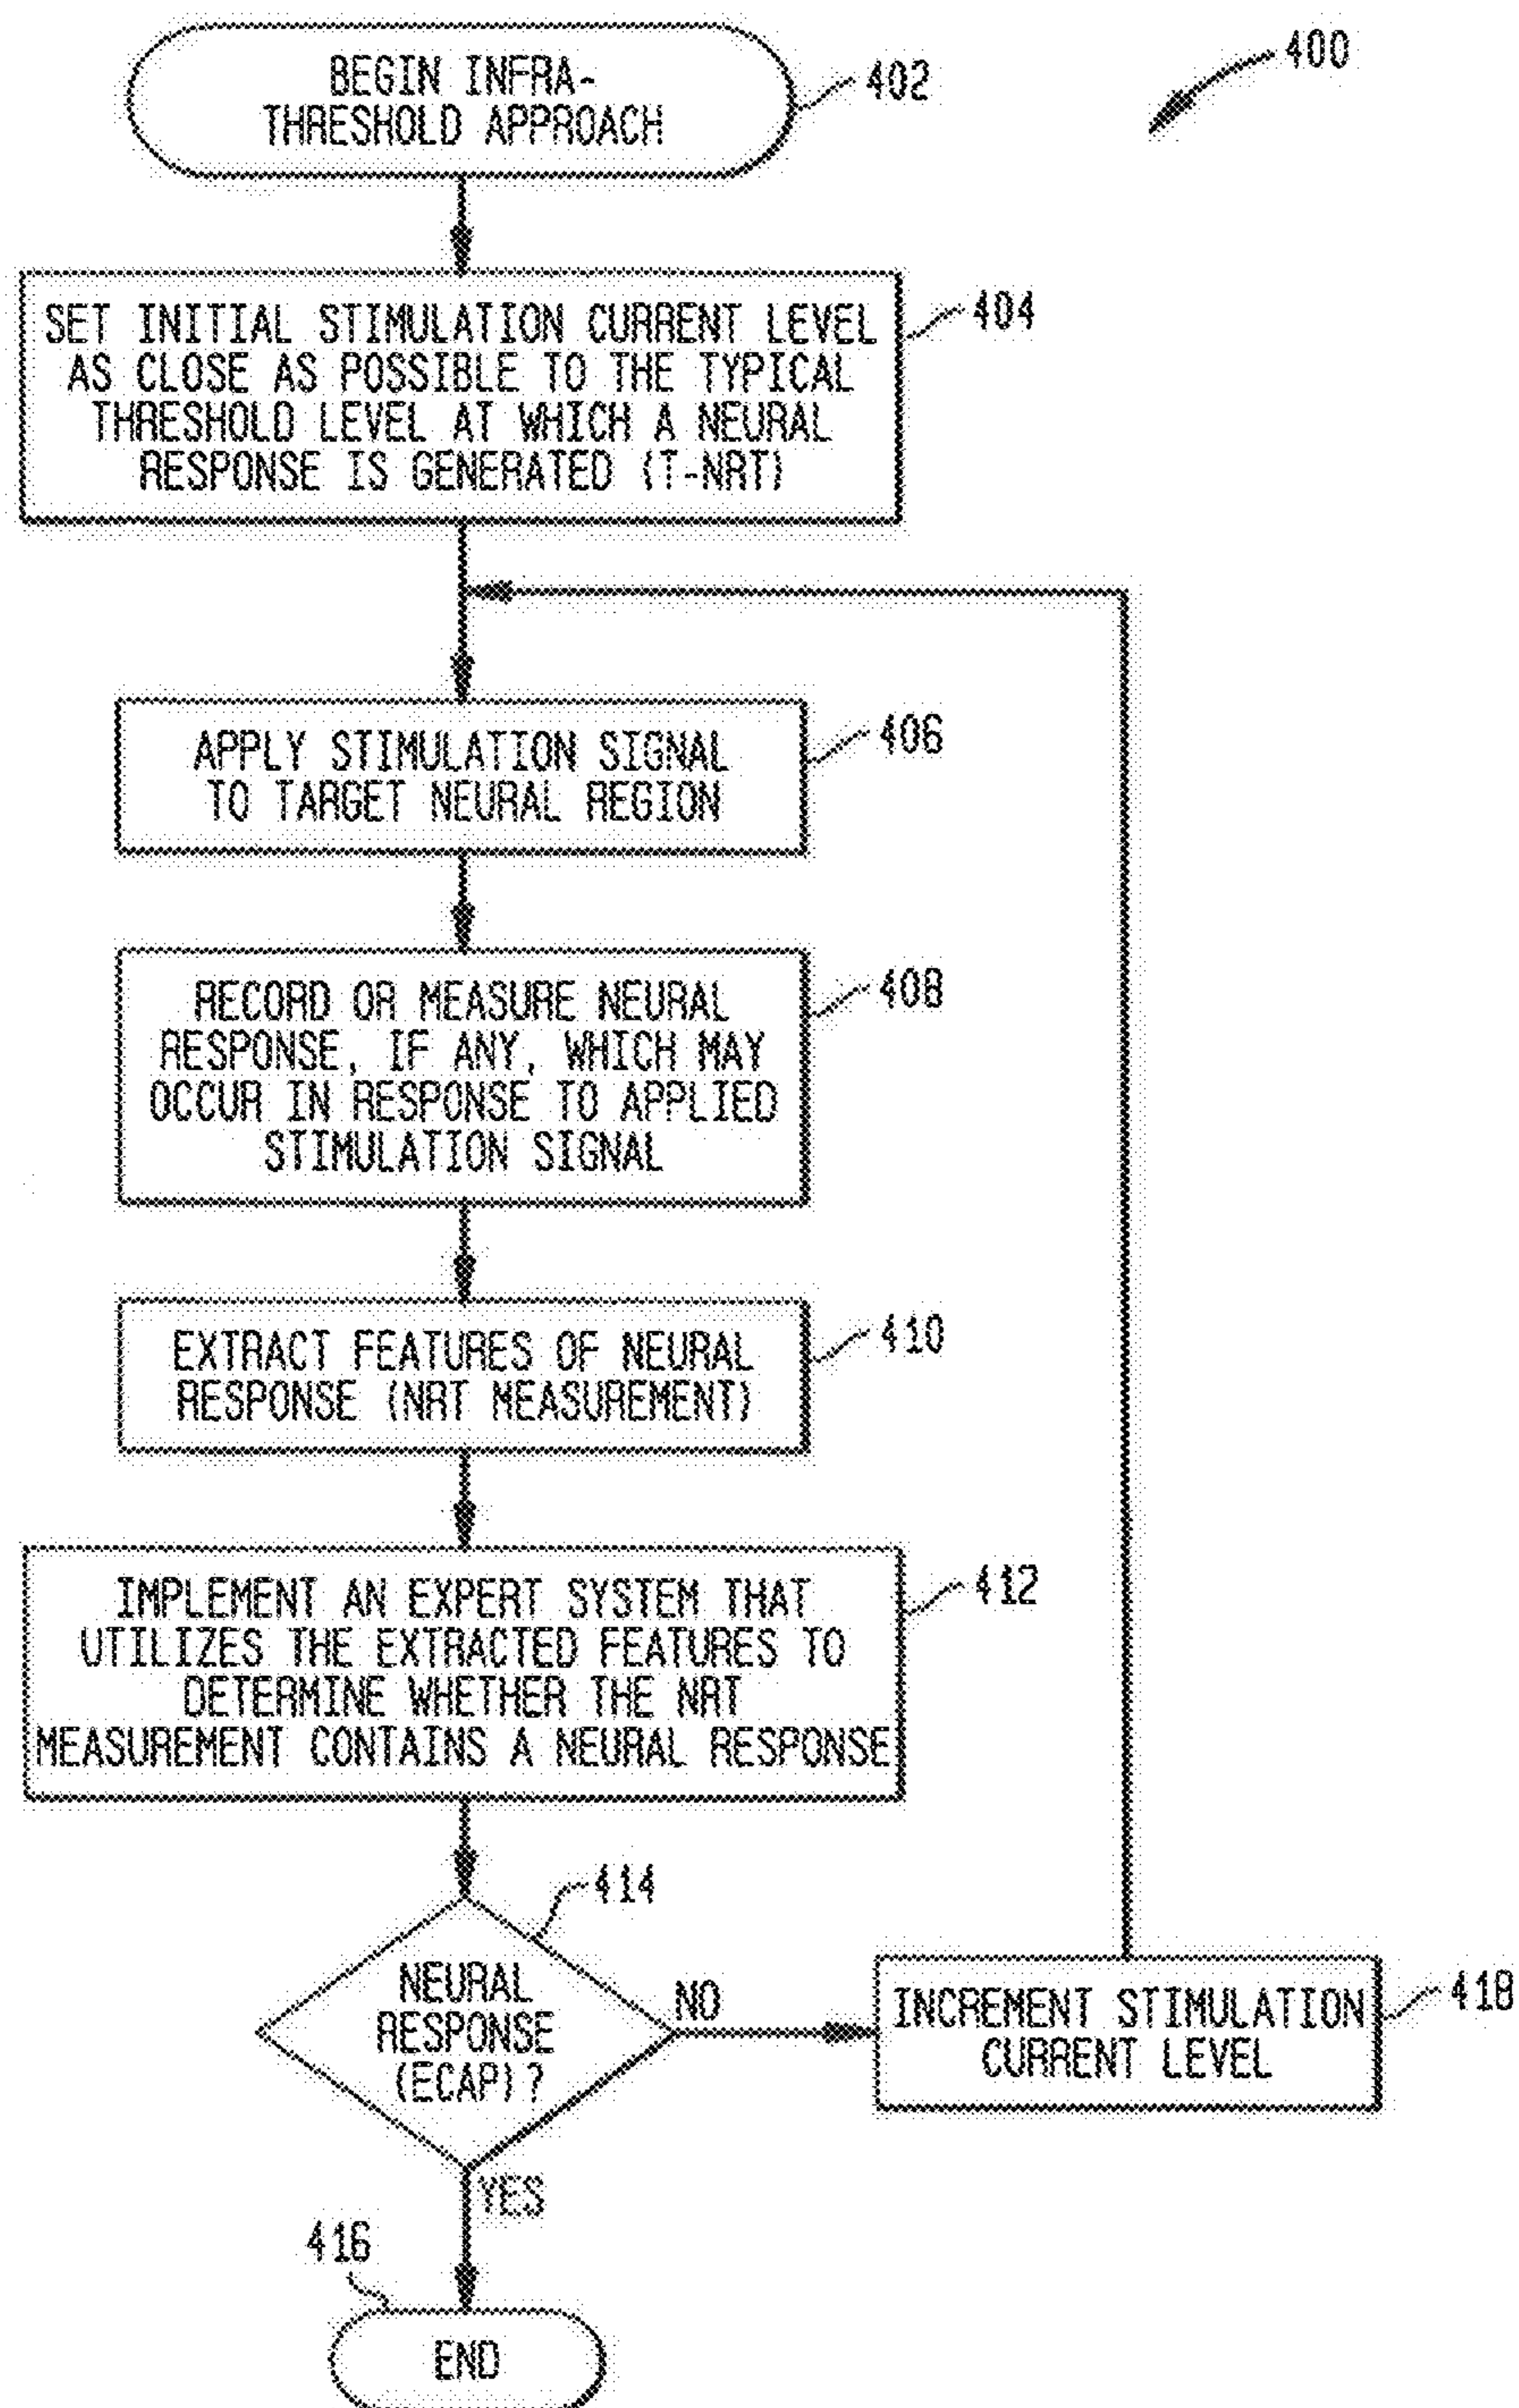 400
BEGIN INFRA-
THRESHOLD APPROACH
402
SET INITIAL STIMULATION CURRENT LEVEL
AS CLOSE AS POSSIBLE TO THE TYPICAL
THRESHOLD LEVEL AT WHICH A NEURAL
RESPONSE IS GENERATED (T-NRT)
404
APPLY STIMULATION SIGNAL
TO TARGET NEURAL REGION
406
RECORD OR MEASURE NEURAL
RESPONSE, IF ANY, WHICH MAY
OCCUR IN RESPONSE TO APPLIED
STIMULATION SIGNAL
408
EXTRACT FEATURES OF NEURAL
RESPONSE (NRT MEASUREMENT)
410
IMPLEMENT AN EXPERT SYSTEM THAT
UTILIZES THE EXTRACTED FEATURES TO
DETERMINE WHETHER THE NRT
MEASUREMENT CONTAINS A NEURAL RESPONSE
412
414
NEURAL
RESPONSE
(ECAP)?
NO
INCREMENT STIMULATION
CURRENT LEVEL
418
YES
416
END